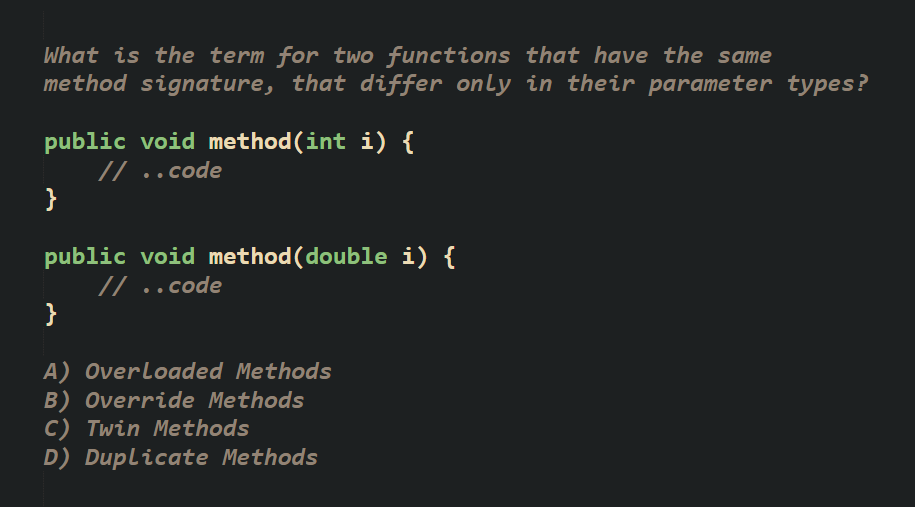 What is the term for two functions that have the same
method signature, that differ only in their parameter types?
public void method(int i) {
// ..code
}
public void method(double i) {
// ..code
}
A) Overloaded Methods
B) Override Methods
C) Twin Methods
D) Duplicate Methods